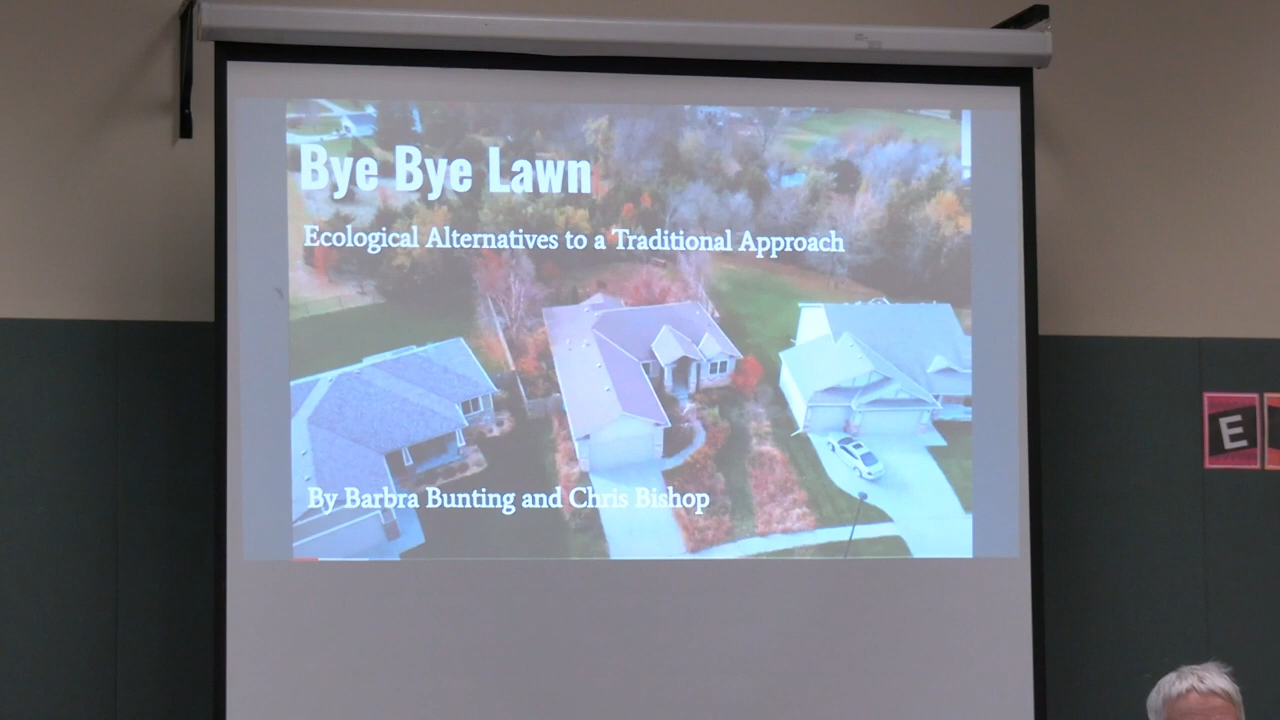 Bye Bye Lawn
Ecological Alternatives to a Traditional Approach
By Barbra Bunting and Chris Bishop
E